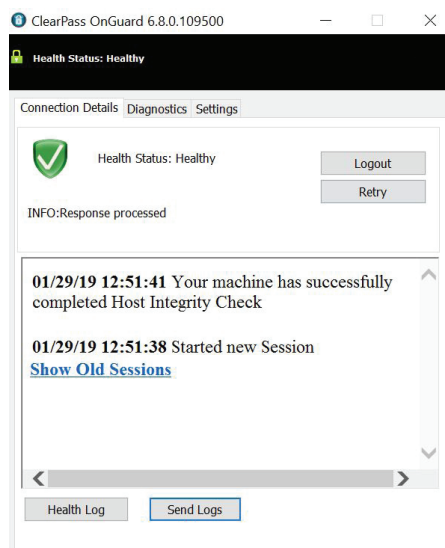 ClearPass OnGuard 6.8.0.109500
Health Status: Healthy
Connection Details Diagnostics Settings
Health Status: Healthy
Logout
Retry
INFO:Response processed
01/29/19 12:51:41 Your machine has successfully
completed Host Integrity Check
01/29/19 12:51:38 Started new Session
Show Old Sessions
Health Log Send Logs